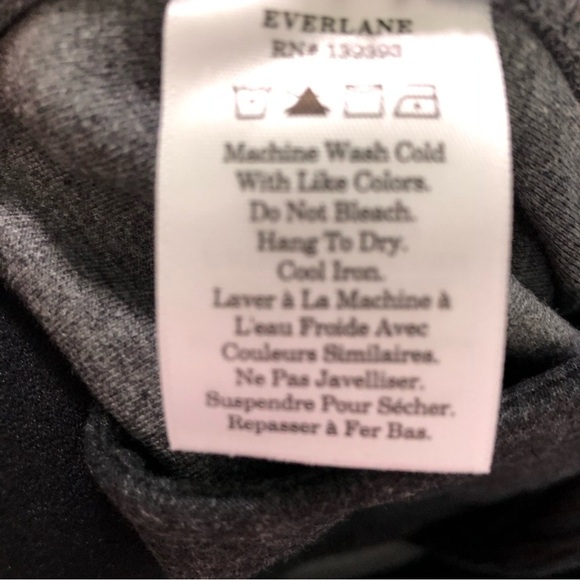 EVERLANE
RN# 139393
Machine Wash Cold
With Like Colors.
Do Not Bleach.
Hang To Dry.
Cool Iron.
Laver à La Machine à
L'eau Froide Avec
Couleurs Similaires.
Ne Pas Javelliser.
Suspendre Pour Sécher.
Repasser à Fer Bas.